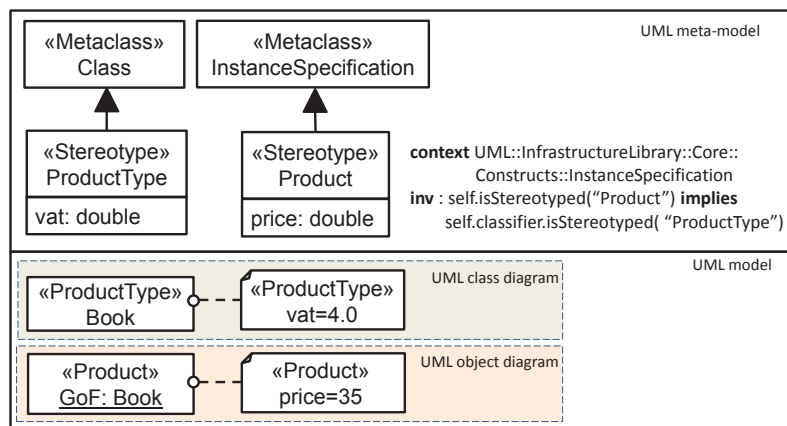 UML meta-model
«Metaclass»
Class
«Metaclass»
InstanceSpecification
«Stereotype»
ProductType
vat: double
«Stereotype»
Product
price: double
context UML::InfrastructureLibrary::Core::
Constructs::InstanceSpecification
inv : self.isStereotyped(“Product”) implies
self.classifier.isStereotyped( “ProductType”)
UML model
UML class diagram
«ProductType»
Book
«ProductType»
vat=4.0
UML object diagram
«Product»
GoF: Book
«Product»
price=35